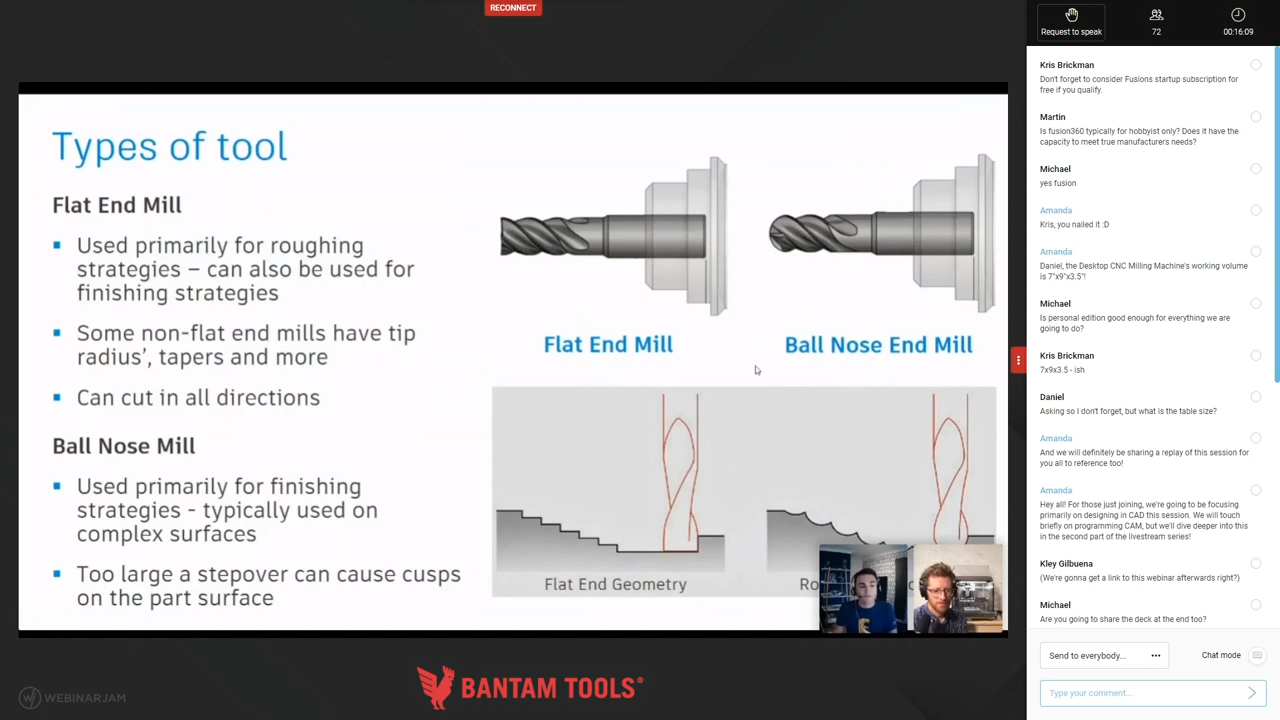 RECONNECT
Types of tool
Flat End Mill
Used primarily for roughing
strategies – can also be used for
finishing strategies
Some non-flat end mills have tip
radius’, tapers and more
Can cut in all directions
Ball Nose Mill
Used primarily for finishing
strategies - typically used on
complex surfaces
Too large a stepover can cause cusps
on the part surface
Flat End Mill
Ball Nose End Mill
Flat End Geometry
WEBINARJAM
BANTAM TOOLS®
Request to speak
72
00:16:09
Kris Brickman
Don't forget to consider Fusions startup subscription for
free if you qualify.
Martin
Is fusion360 typically for hobbyist only? Does it have the
capacity to meet true manufacturers needs?
Michael
yes fusion
Amanda
Kris, you nailed it :D
Amanda
Daniel, the Desktop CNC Milling Machine's working volume
is 7"x9"x3.5"!
Michael
Is personal edition good enough for everything we are
going to do?
Kris Brickman
7x9x3.5 - ish
Daniel
Asking so I don't forget, but what is the table size?
Amanda
And we will definitely be sharing a replay of this session for
you all to reference too!
Amanda
Hey all! For those just joining, we're going to be focusing
primarily on designing in CAD this session. We will touch
briefly on programming CAM, but we'll dive deeper into this
in the second part of the livestream series!
Kley Gilbuena
(We're gonna get a link to this webinar afterwards right?)
Michael
Are you going to share the deck at the end too?
Send to everybody...
Chat mode
Type your comment...